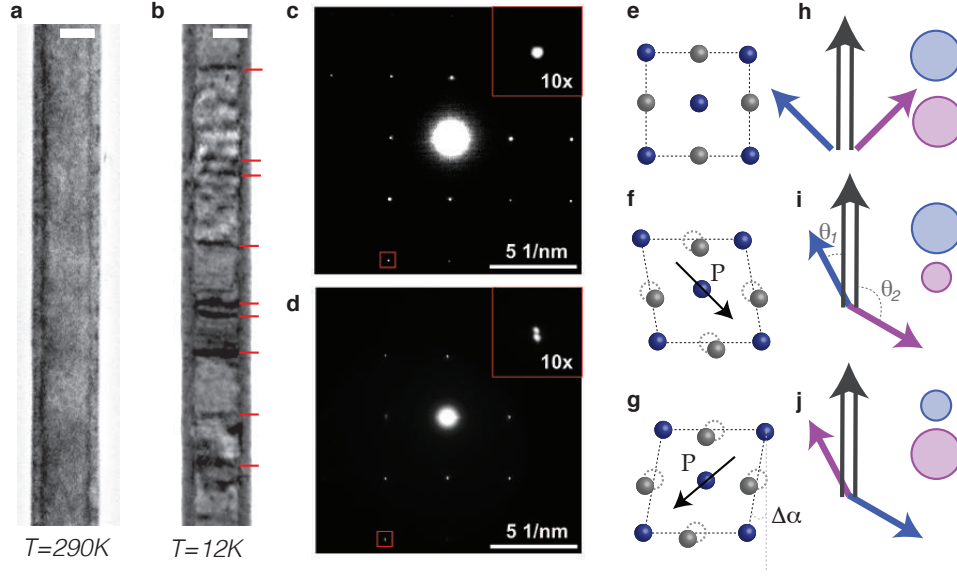 a
b
c
e
h
10x
5 1/nm
f
P
i
θ1
θ2
d
10x
5 1/nm
g
P
Δα
j
T=290K
T=12K